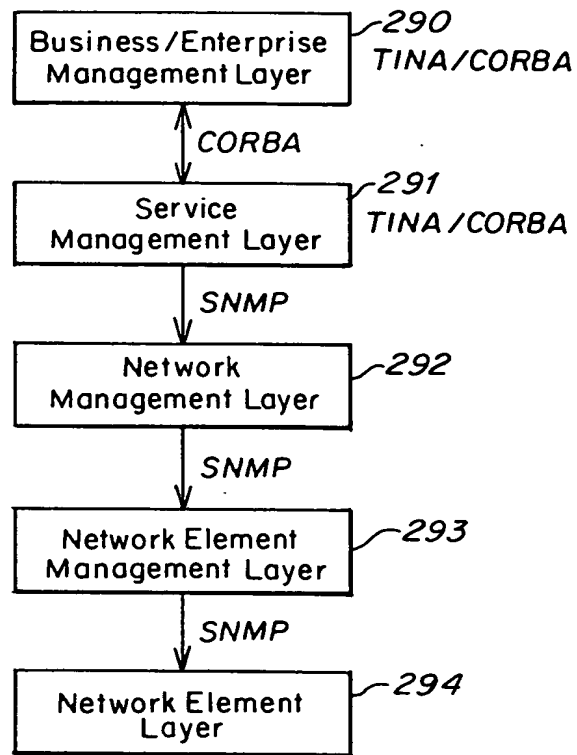 Business/Enterprise
Management Layer
290
TINA/CORBA
CORBA
Service
Management Layer
291
TINA/CORBA
SNMP
Network
Management Layer
292
SNMP
Network Element
Management Layer
293
SNMP
Network Element
Layer
294